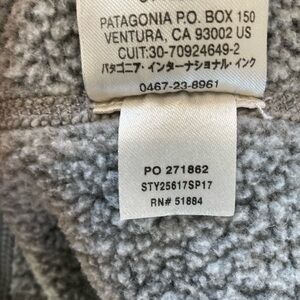 PATAGONIA P.O. BOX 150
VENTURA, CA 93002 US
CUIT:30-70924649-2
パタゴニア・インターナショナル・インク
0467-23-8961
PO 271862
STY25617SP17
RN# 51884